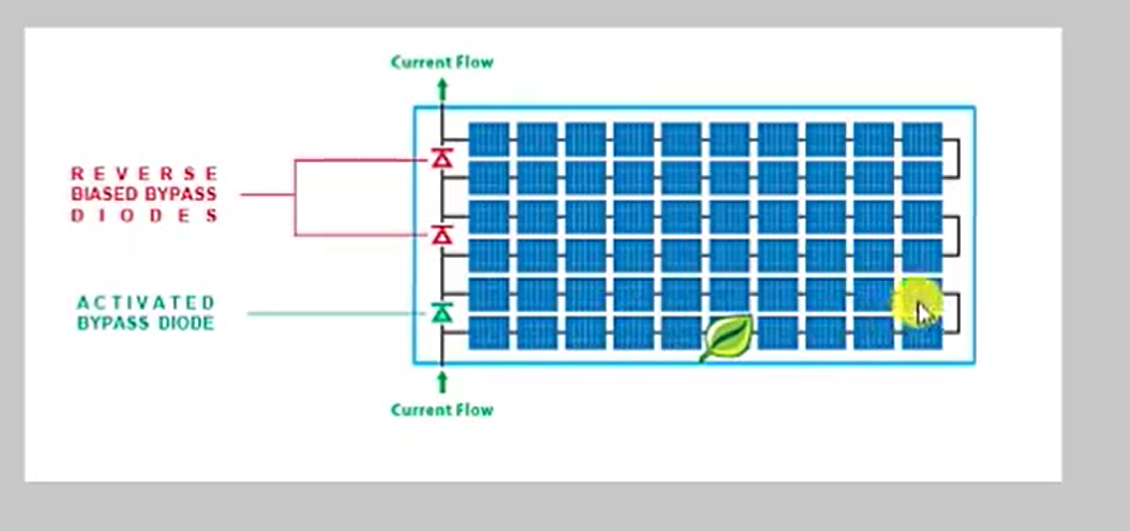 Current Flow
REVERSE
BIASED BYPASS
DIODES
ACTIVATED
BYPASS DIODE
Current Flow